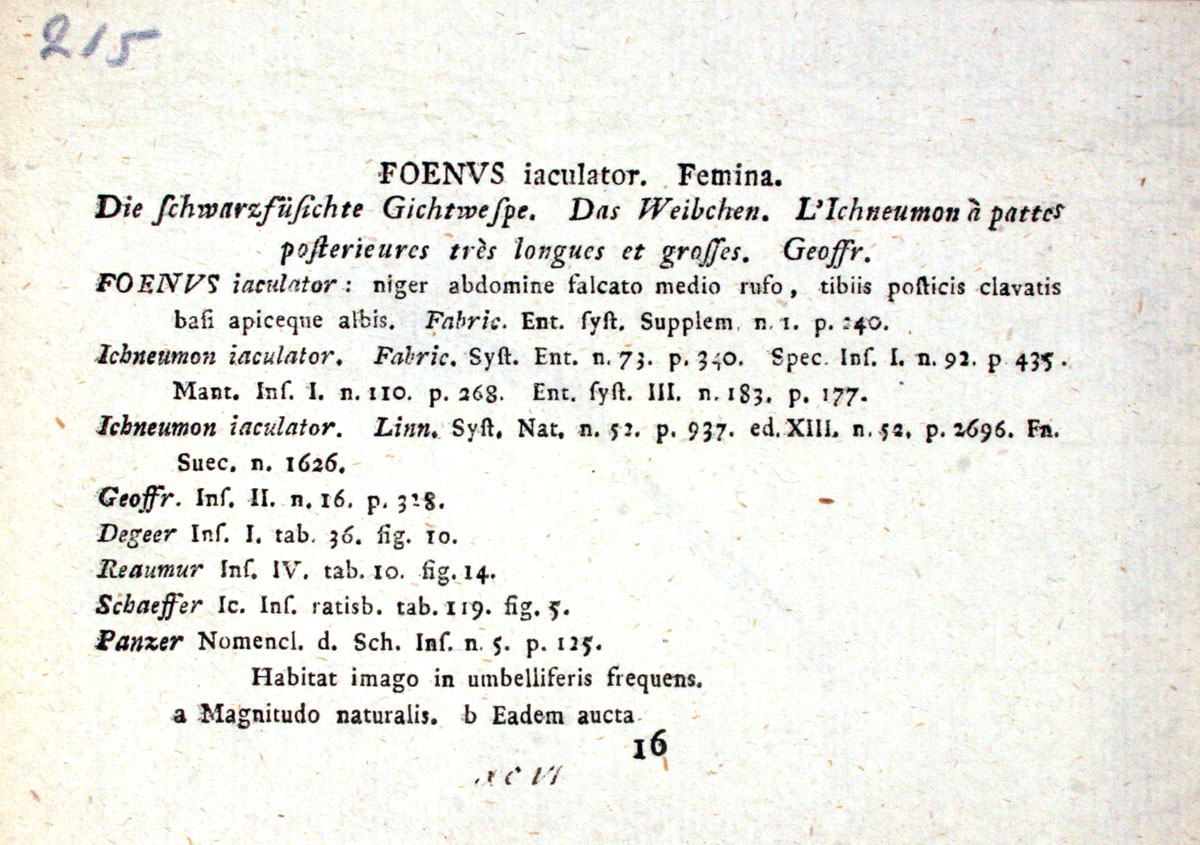 215
FOENVS iaculator. Femina.
Die ſchwarzfüſichte Gichtweſpe. Das Weibchen. L'Ichneumon à pattes
poſterieures très longues et groſſes. Geoffr.
FOENVS iaculator: niger abdomine falcato medio rufo, tibiis poſticis clavatis
baſi apiceque albis. Fabric. Ent. ſyſt. Supplem. n. 1. p. 240.
Ichneumon iaculator. Fabric. Syſt. Ent. n. 73. p. 340. Spec. Inſ. I. n. 92. p 435.
Mant. Inſ. I. n. 110. p. 268. Ent. ſyſt. III. n. 183. p. 177.
Ichneumon iaculator. Linn. Syſt. Nat. n. 52. p. 937. ed. XIII. n. 52. p. 2696. Fn.
Suec. n. 1626.
Geoffr. Inſ. II. n. 16. p. 328.
Degeer Inſ. I. tab. 36. fig. 10.
Reaumur Inſ. IV. tab. 10. fig. 14.
Schaeffer Ic. Inſ. ratisb. tab. 119. fig. 5.
Panzer Nomencl. d. Sch. Inſ. n. 5. p. 125.
Habitat imago in umbelliferis frequens.
a Magnitudo naturalis. b Eadem aucta
16
XCVI